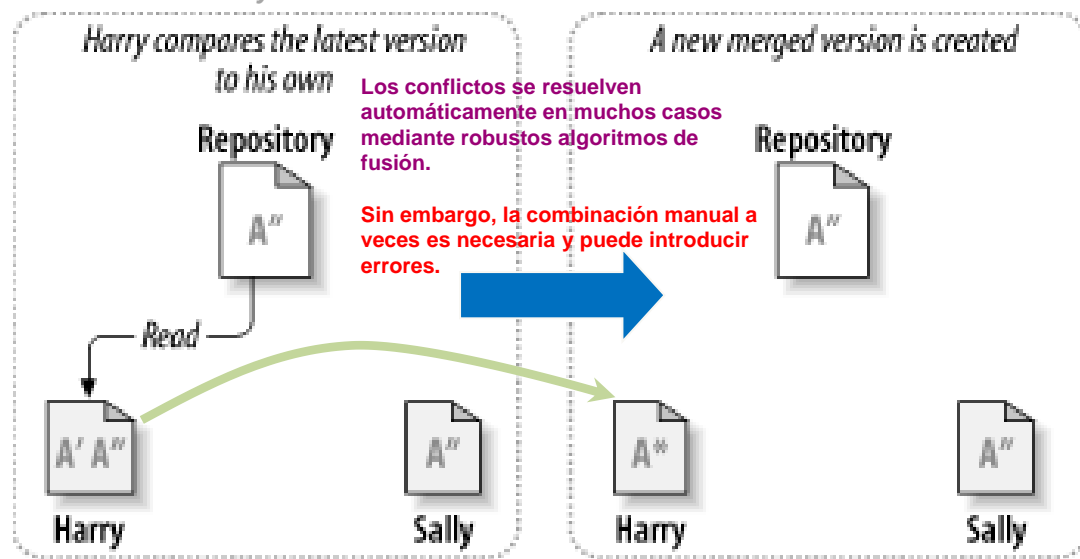 Harry compares the latest version
to his own
Los conflictos se resuelven
automáticamente en muchos casos
mediante robustos algoritmos de
fusión.
Sin embargo, la combinación manual a
veces es necesaria y puede introducir
errores.
Repository
A"
Read
A' A"
A"
Harry
Sally
A new merged version is created
Repository
A"
A*
A"
Harry
Sally